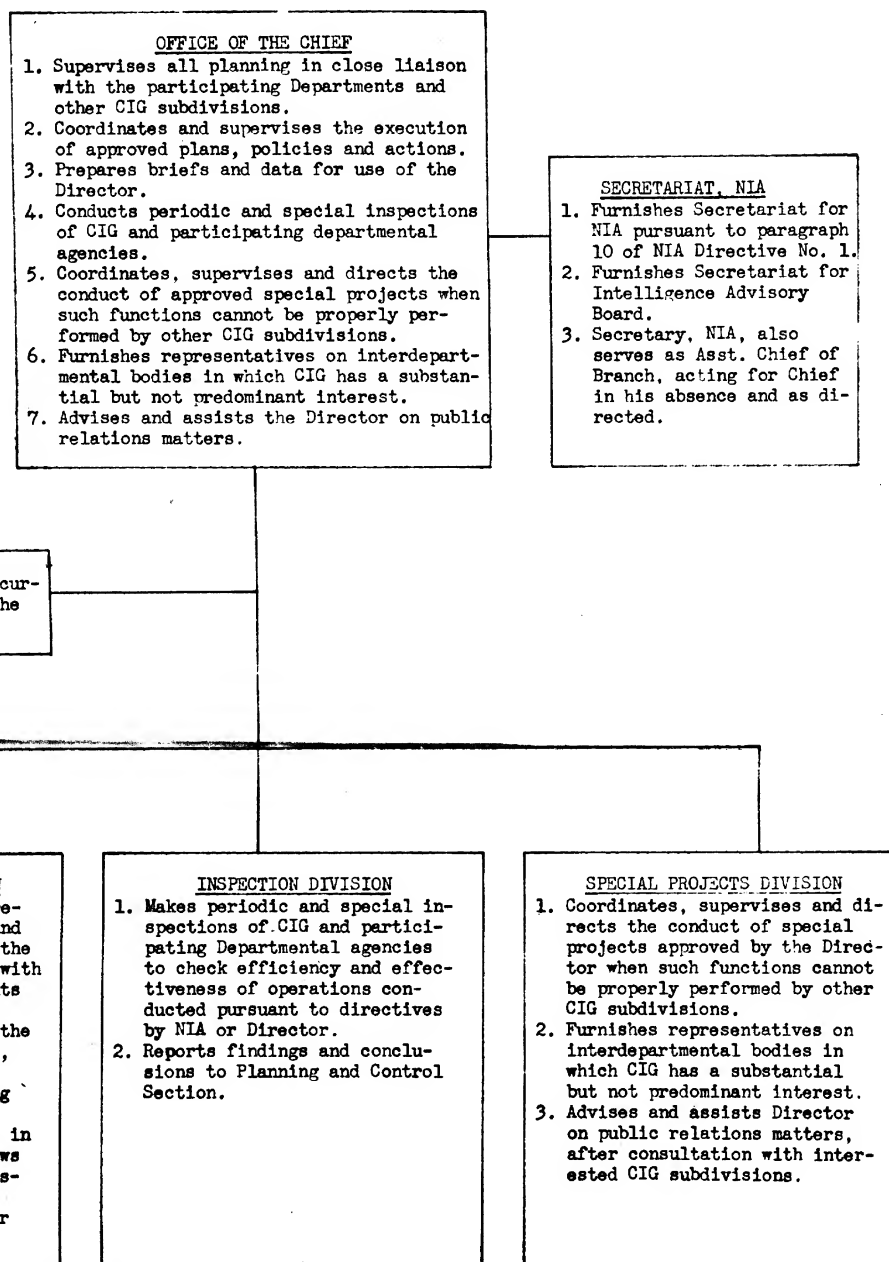 OFFICE OF THE CHIEF
1. Supervises all planning in close liaison
with the participating Departments and
other CIG subdivisions.
2. Coordinates and supervises the execution
of approved plans, policies and actions.
3. Prepares briefs and data for use of the
Director.
4. Conducts periodic and special inspections
of CIG and participating departmental
agencies.
5. Coordinates, supervises and directs the
conduct of approved special projects when
such functions cannot be properly per-
formed by other CIG subdivisions.
6. Furnishes representatives on interdepart-
mental bodies in which CIG has a substan-
tial but not predominant interest.
7. Advises and assists the Director on public
relations matters.
SECRETARIAT, NIA
1. Furnishes Secretariat for
NIA pursuant to paragraph
10 of NIA Directive No. 1.
2. Furnishes Secretariat for
Intelligence Advisory
Board.
3. Secretary, NIA, also
serves as Asst. Chief of
Branch, acting for Chief
in his absence and as di-
rected.
cur-
he
e-
nd
the
with
ts
the
,
g
in
ws
s-
r
INSPECTION DIVISION
1. Makes periodic and special in-
spections of CIG and partici-
pating Departmental agencies
to check efficiency and effec-
tiveness of operations con-
ducted pursuant to directives
by NIA or Director.
2. Reports findings and conclu-
sions to Planning and Control
Section.
SPECIAL PROJECTS DIVISION
1. Coordinates, supervises and di-
rects the conduct of special
projects approved by the Direc-
tor when such functions cannot
be properly performed by other
CIG subdivisions.
2. Furnishes representatives on
interdepartmental bodies in
which CIG has a substantial
but not predominant interest.
3. Advises and assists Director
on public relations matters,
after consultation with inter-
ested CIG subdivisions.